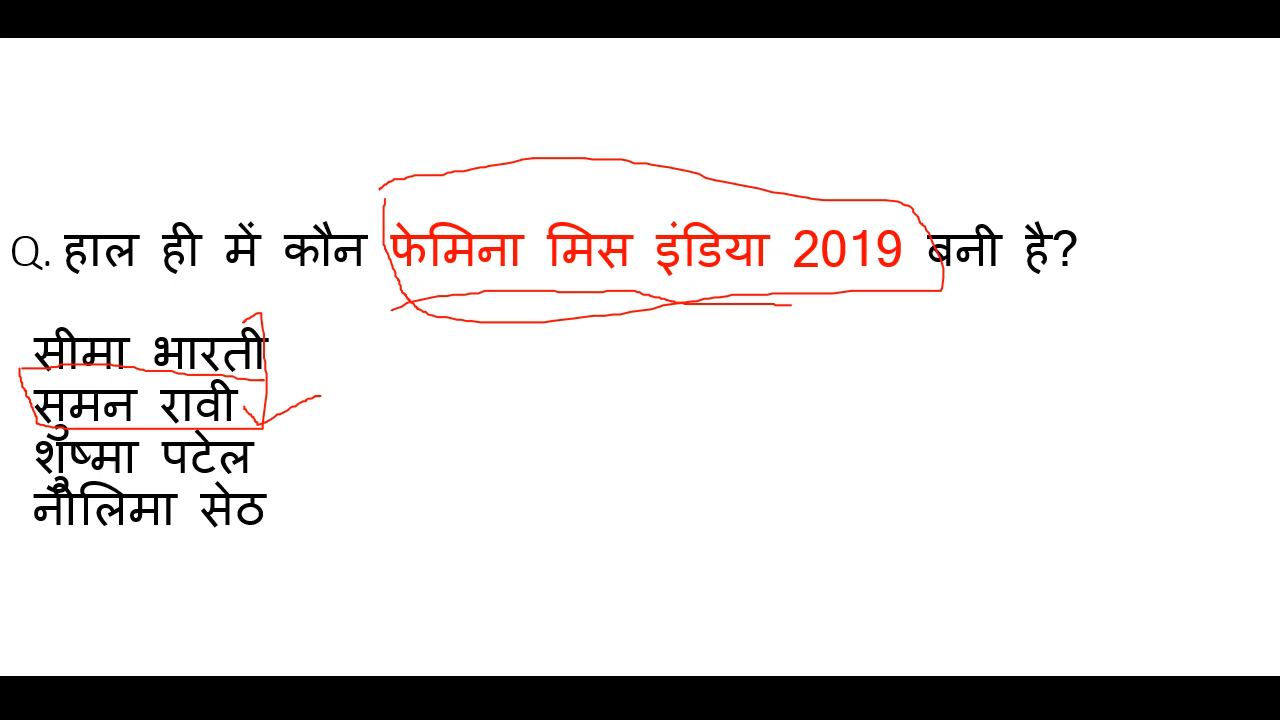 Q. हाल ही में कौन फेमिना मिस इंडिया 2019 बनी है?
सीमा भारती
सुमन रावी
शुष्मा पटेल
नीलिमा सेठ